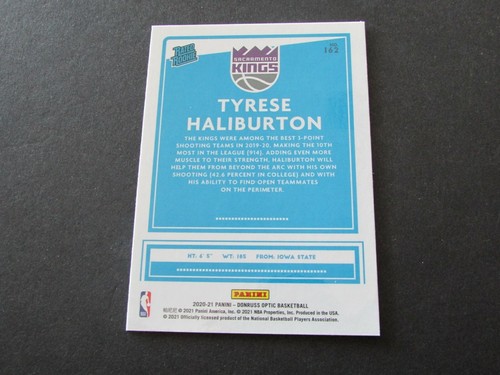 RATED
ROOKIE
SACRAMENTO
KINGS
NO.
162
TYRESE
HALIBURTON
THE KINGS WERE AMONG THE BEST 3-POINT
SHOOTING TEAMS IN 2019-20, MAKING THE 10TH
MOST IN THE LEAGUE (914). ADDING EVEN MORE
MUSCLE TO THEIR STRENGTH, HALIBURTON WILL
HELP THEM FROM BEYOND THE ARC WITH HIS OWN
SHOOTING (42.6 PERCENT IN COLLEGE) AND WITH
HIS ABILITY TO FIND OPEN TEAMMATES
ON THE PERIMETER.
HT: 6' 5" WT: 185 FROM: IOWA STATE
PANINI
2020-21 PANINI – DONRUSS OPTIC BASKETBALL
© 2021 Panini America, Inc. © 2021 NBA Properties, Inc. Produced in the USA.
© 2021 Officially licensed product of the National Basketball Players Association.
NBA